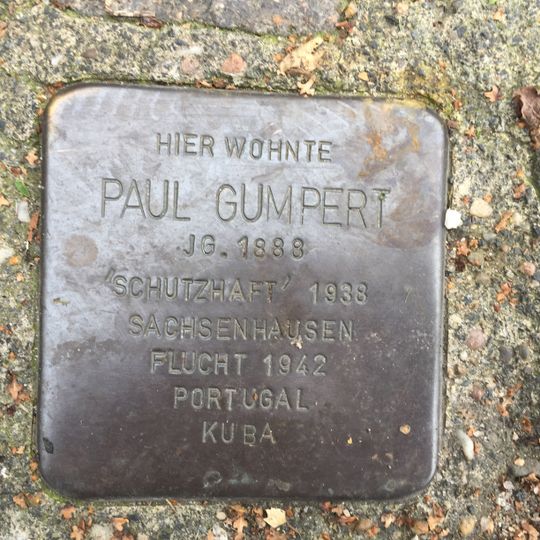 HIER WOHNTE
PAUL GUMPERT
JG. 1888
'SCHUTZHAFT' 1938
SACHSENHAUSEN
FLUCHT 1942
PORTUGAL
KUBA